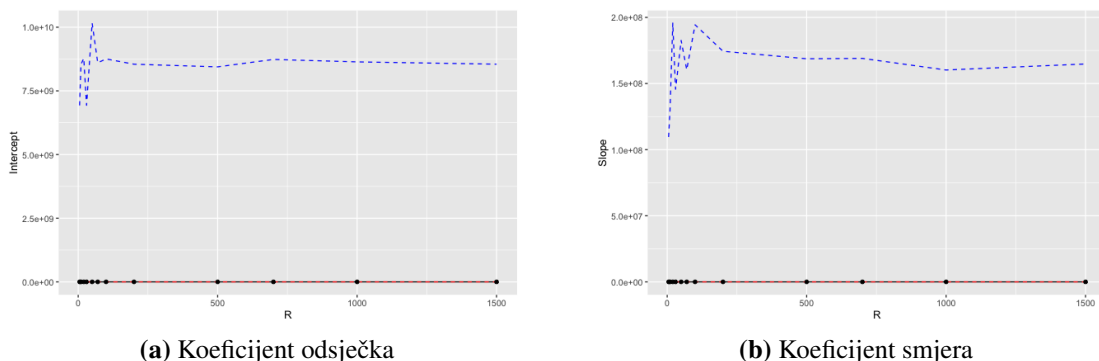 1.0e+10
7.5e+09
5.0e+09
2.5e+09
0.0e+00
Intercept
0
500
1000
1500
R
(a) Koeficijent odsječka
2.0e+08
1.5e+08
1.0e+08
5.0e+07
0.0e+00
Slope
0
500
1000
1500
R
(b) Koeficijent smjera